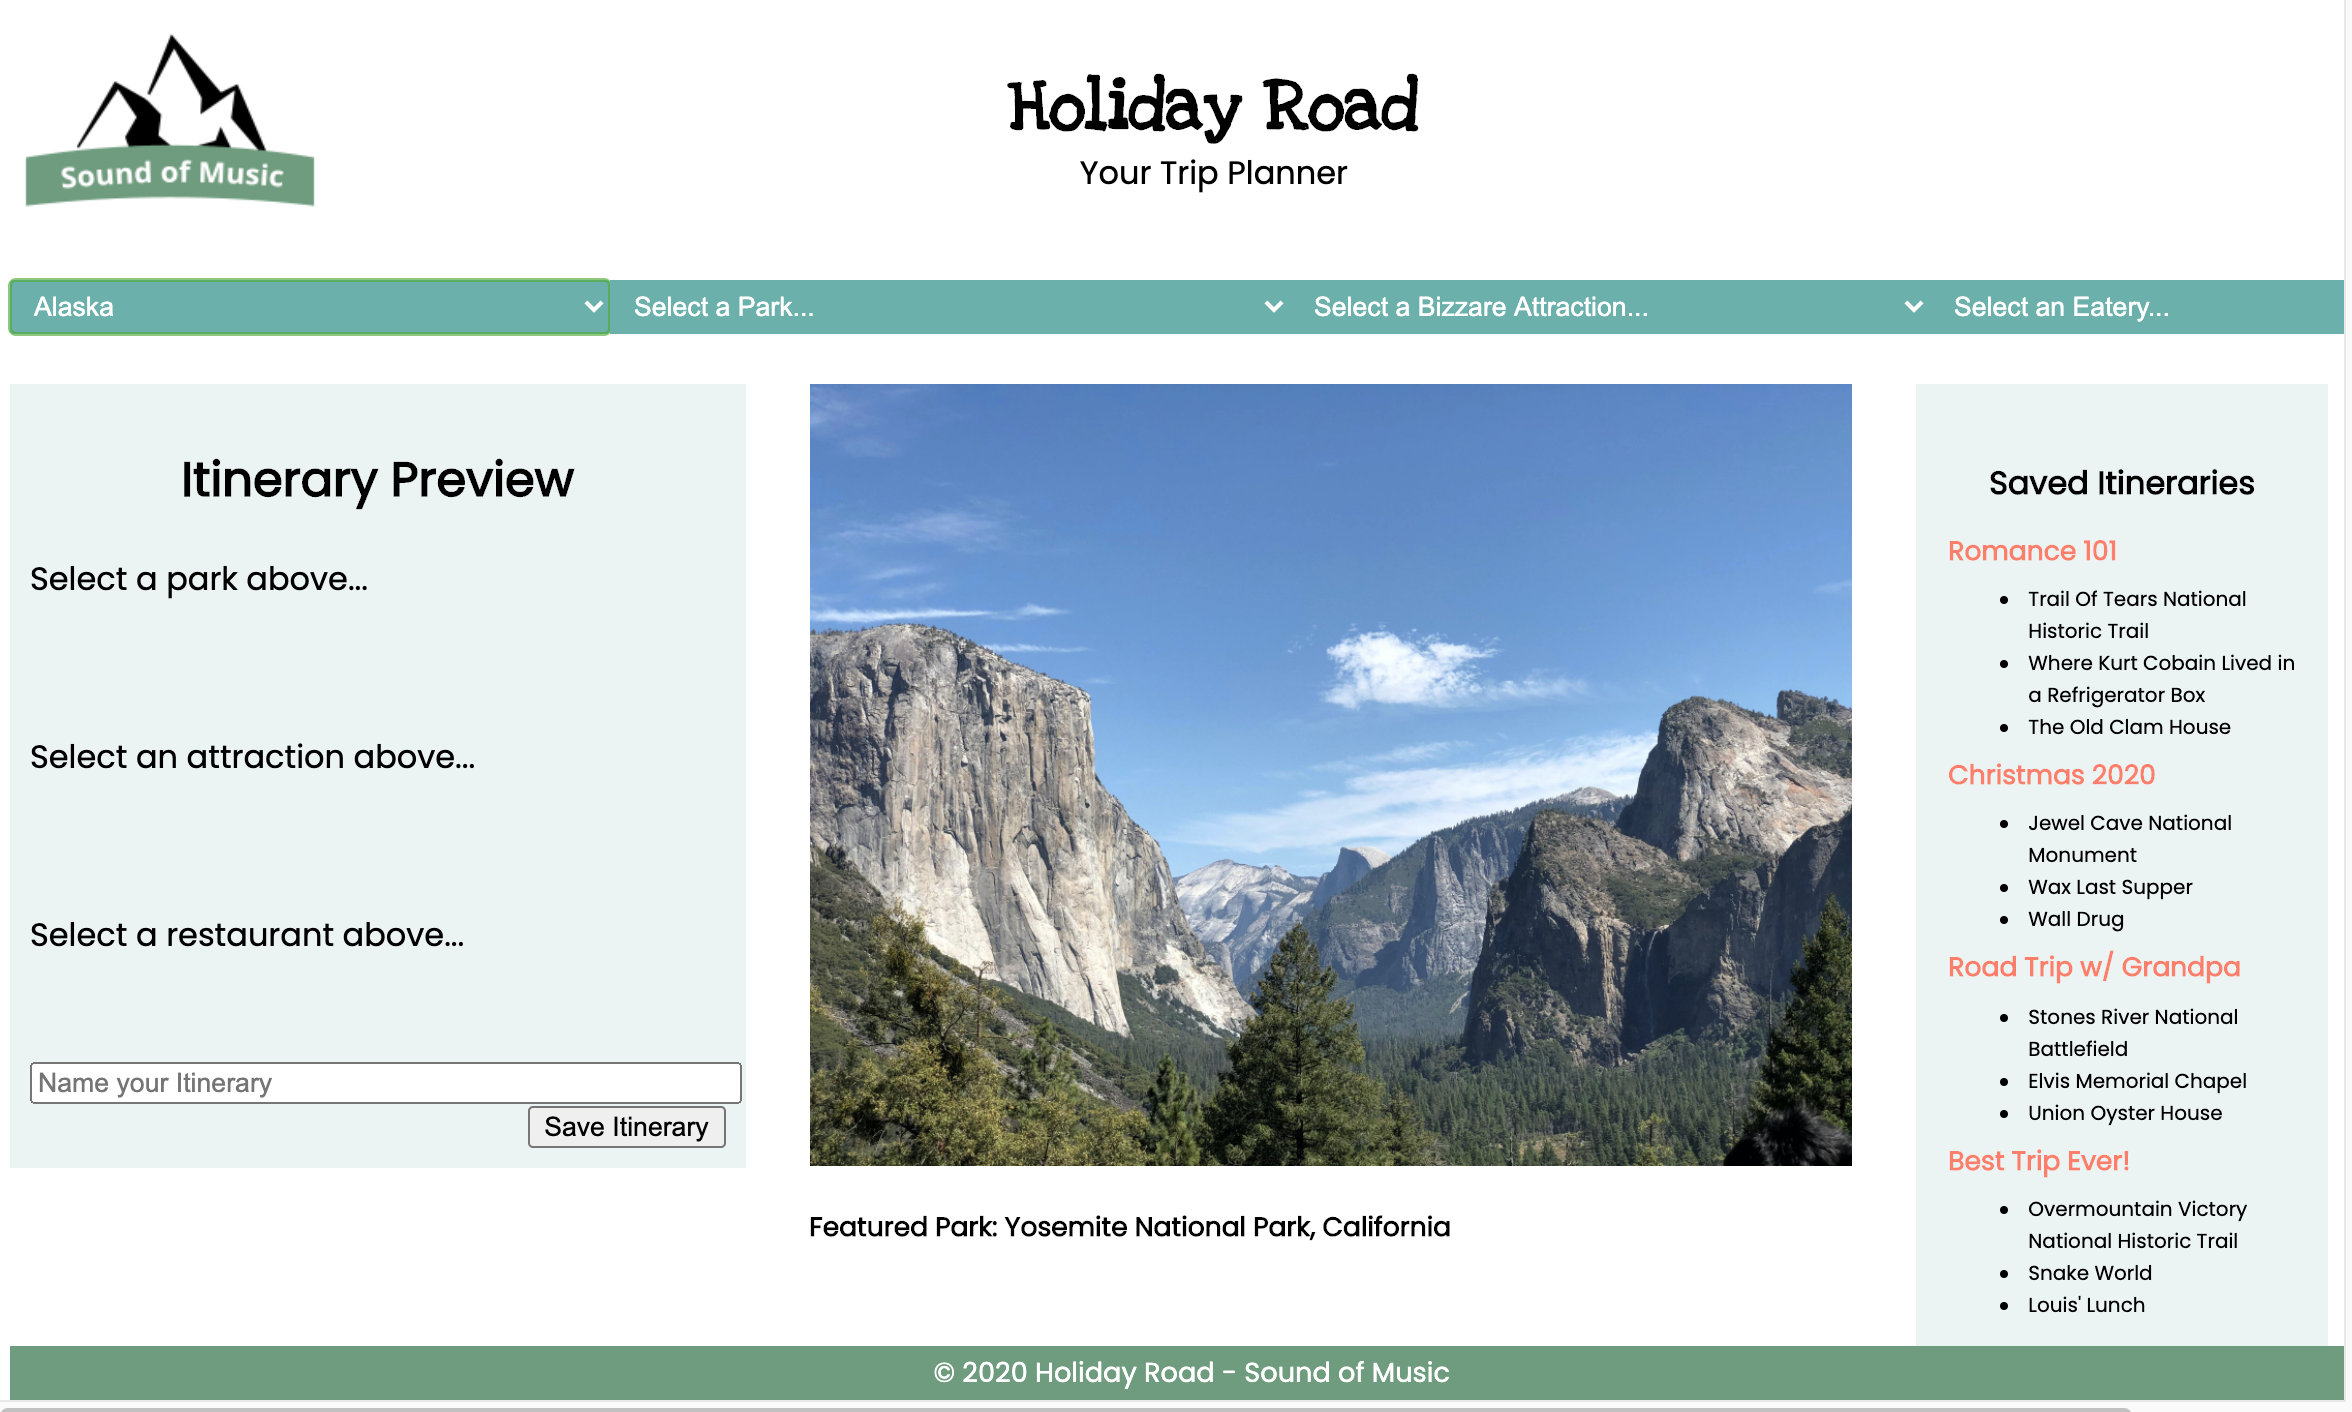 Sound of Music
Holiday Road
Your Trip Planner
Alaska
Select a Park...
Select a Bizzare Attraction...
Select an Eatery...
Itinerary Preview
Select a park above...
Select an attraction above...
Select a restaurant above...
Name your Itinerary
Save Itinerary
Featured Park: Yosemite National Park, California
Saved Itineraries
Romance 101
Trail Of Tears National
Historic Trail
Where Kurt Cobain Lived in
a Refrigerator Box
The Old Clam House
Christmas 2020
Jewel Cave National
Monument
Wax Last Supper
Wall Drug
Road Trip w/ Grandpa
Stones River National
Battlefield
Elvis Memorial Chapel
Union Oyster House
Best Trip Ever!
Overmountain Victory
National Historic Trail
Snake World
Louis' Lunch
© 2020 Holiday Road - Sound of Music